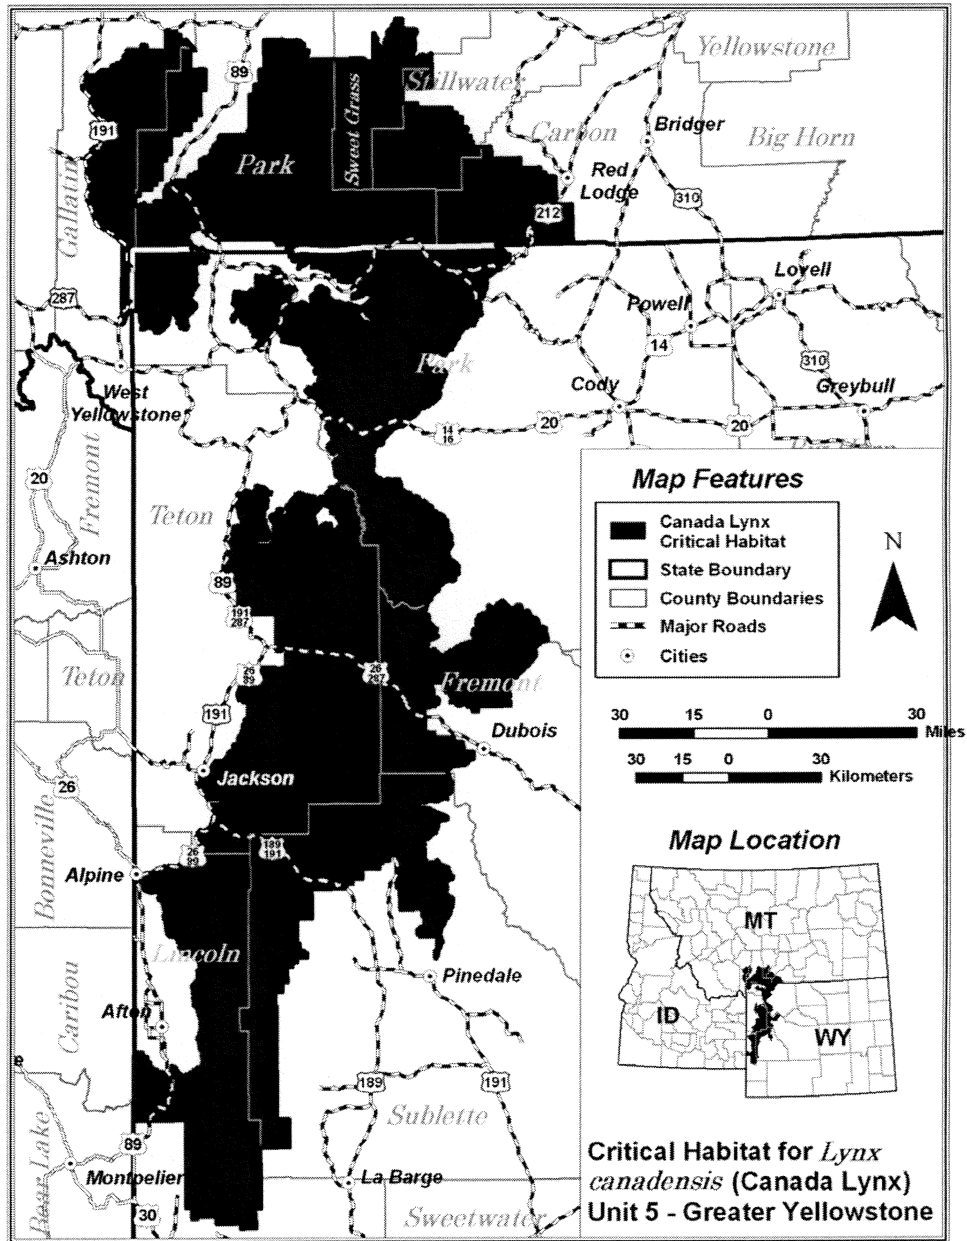 Yellowstone
89
Stillwater
191
Sweet Grass
Carbon
Bridger
Big Horn
Park
Red
Lodge
Gallatin
212
310
287
Lovell
Powell
14
Park
310
West
Yellowstone
Cody
Greybull
14
16
20
20
Fremont
20
Teton
Ashton
89
191
287
Teton
26
89
26
287
Fremont
191
Dubois
26
Jackson
Bonneville
189
191
26
89
Alpine
Lincoln
Pinedale
Caribou
Afton
e
189
191
Sublette
89
Bear Lake
Montpelier
La Barge
30
Sweetwater
Map Features
Canada Lynx
Critical Habitat
State Boundary
County Boundaries
Major Roads
Cities
N
30 15 0 30
Miles
30 15 0 30
Kilometers
Map Location
MT
ID
WY
Critical Habitat for Lynx
canadensis (Canada Lynx)
Unit 5 - Greater Yellowstone